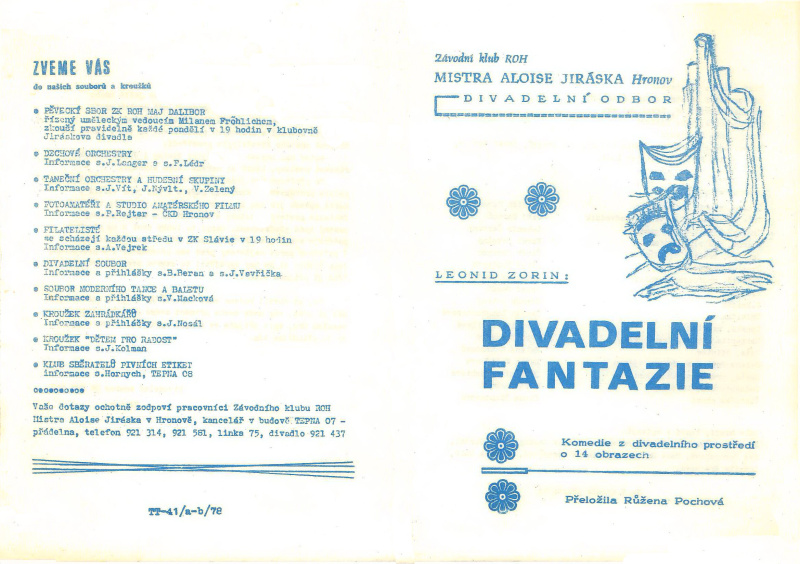 ZVEME VÁS
do našich souborů a kroužků
PĚVECKÝ SBOR ZK ROH MAJ DALIBOR
řízený uměleckým vedoucím Milanem Fröhlichem,
zkouší pravidelně každé pondělí v 19 hodin v klubovně
Jiráskova divadla
DECHOVÉ ORCHESTRY
Informace s.J.Langer a s.P.Lédr
TANEČNÍ ORCHESTRY A HUDEBNÍ SKUPINY
Informace s.J.Vít, J.Nývlt., V.Zelený
FOTOAMATÉŘI A STUDIO AMATÉRSKÉHO FILMU
Informace s.P.Rejter - ČKD Hronov
FILATELISTÉ
se scházejí každou středu v ZK Slávie v 19 hodin
Informace s.A.Vejrek
DIVADELNÍ SOUBOR
Informace a přihlášky s.B.Beran a s.J.Vevřička
SOUBOR MODERNÍHO TANCE A BALETU
Informace a přihlášky s.V.Macková
KROUŽEK ZAHRÁDKÁŘŮ
Informace a přihlášky s.J.Nosál
KROUŽEK "DĚTEM PRO RADOST"
Informace s.J.Kolman
KLUB SBĚRATELŮ PIVNÍCH ETIKET
informace s.Hornych, TEPNA 08
Vaše dotazy ochotně zodpoví pracovníci Závodního klubu ROH
Mistra Aloise Jiráska v Hronově, kancelář v budově TEPNA 07 -
přádelna, telefon 921 314, 921 581, linka 75, divadlo 921 437
TT-41/a-b/78
Závodní klub ROH
MISTRA ALOISE JIRÁSKA Hronov
DIVADELNÍ ODBOR
LEONID ZORIN:
DIVADELNÍ
FANTAZIE
Komedie z divadelního prostředí
o 14 obrazech
Přeložila Růžena Pochová